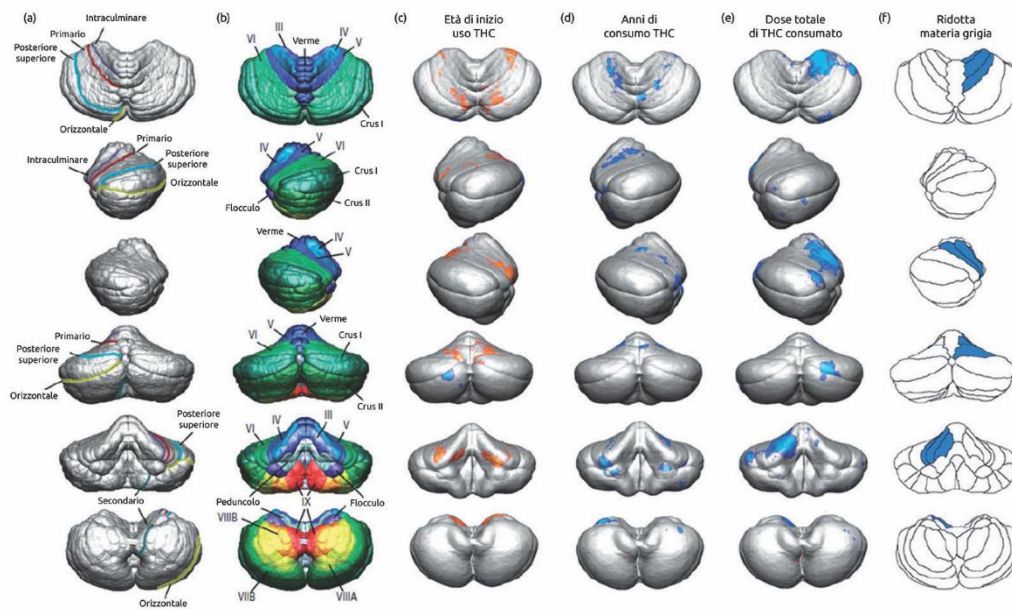 (a)
Intraculminare
Primario
Posteriore
superiore
Orizzontale
(b)
III
VI
Verme
IV
V
Crus I
(c)
Età di inizio
uso THC
(d)
Anni di
consumo THC
(e)
Dose totale
di THC consumato
(f)
Ridotta
materia grigia
Primario
Intraculminare
Posteriore
superiore
Orizzontale
V
IV
VI
Crus I
Flocculo
Crus II
Verme
IV
V
Primario
Posteriore
superiore
Orizzontale
Verme
V
VI
Crus I
Crus II
Posteriore
superiore
Secondario
III
IV
VI
V
Peduncolo
IX
Flocculo
Orizzontale
VIIIB
VIIB
VIIIA